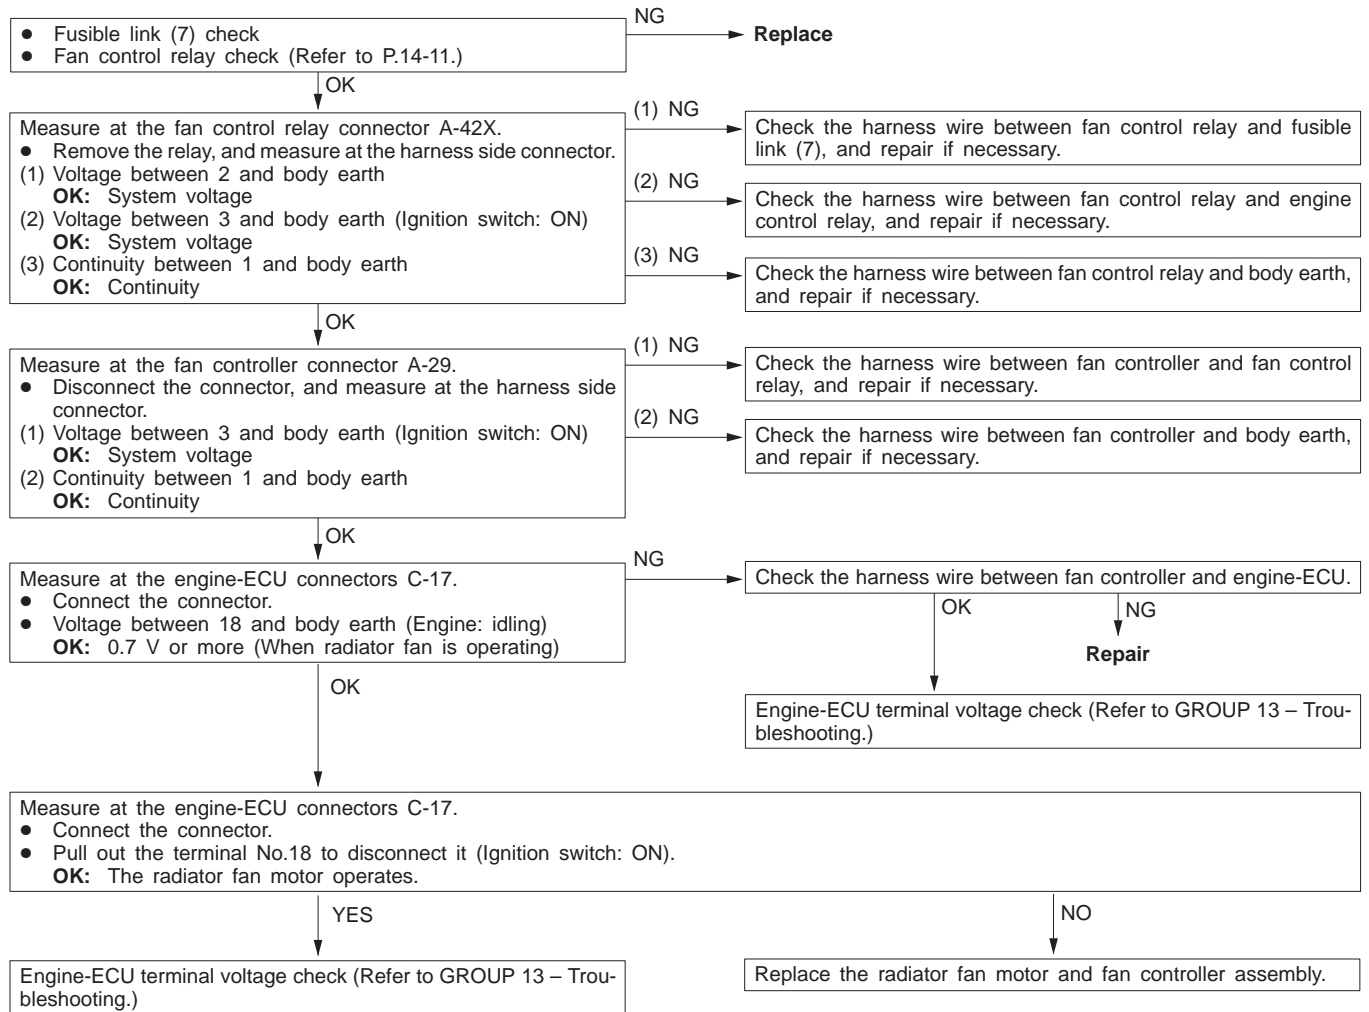 ● Fusible link (7) check
● Fan control relay check (Refer to P.14-11.)
NG
Replace
OK
Measure at the fan control relay connector A-42X.
● Remove the relay, and measure at the harness side connector.
(1) Voltage between 2 and body earth
OK: System voltage
(2) Voltage between 3 and body earth (Ignition switch: ON)
OK: System voltage
(3) Continuity between 1 and body earth
OK: Continuity
(1) NG
Check the harness wire between fan control relay and fusible
link (7), and repair if necessary.
(2) NG
Check the harness wire between fan control relay and engine
control relay, and repair if necessary.
(3) NG
Check the harness wire between fan control relay and body earth,
and repair if necessary.
OK
Measure at the fan controller connector A-29.
● Disconnect the connector, and measure at the harness side
connector.
(1) Voltage between 3 and body earth (Ignition switch: ON)
OK: System voltage
(2) Continuity between 1 and body earth
OK: Continuity
(1) NG
Check the harness wire between fan controller and fan control
relay, and repair if necessary.
(2) NG
Check the harness wire between fan controller and body earth,
and repair if necessary.
OK
Measure at the engine-ECU connectors C-17.
● Connect the connector.
● Voltage between 18 and body earth (Engine: idling)
OK: 0.7 V or more (When radiator fan is operating)
NG
Check the harness wire between fan controller and engine-ECU.
OK
NG
Repair
Engine-ECU terminal voltage check (Refer to GROUP 13 – Trou-
bleshooting.)
OK
Measure at the engine-ECU connectors C-17.
● Connect the connector.
● Pull out the terminal No.18 to disconnect it (Ignition switch: ON).
OK: The radiator fan motor operates.
YES
NO
Engine-ECU terminal voltage check (Refer to GROUP 13 – Trou-
bleshooting.)
Replace the radiator fan motor and fan controller assembly.